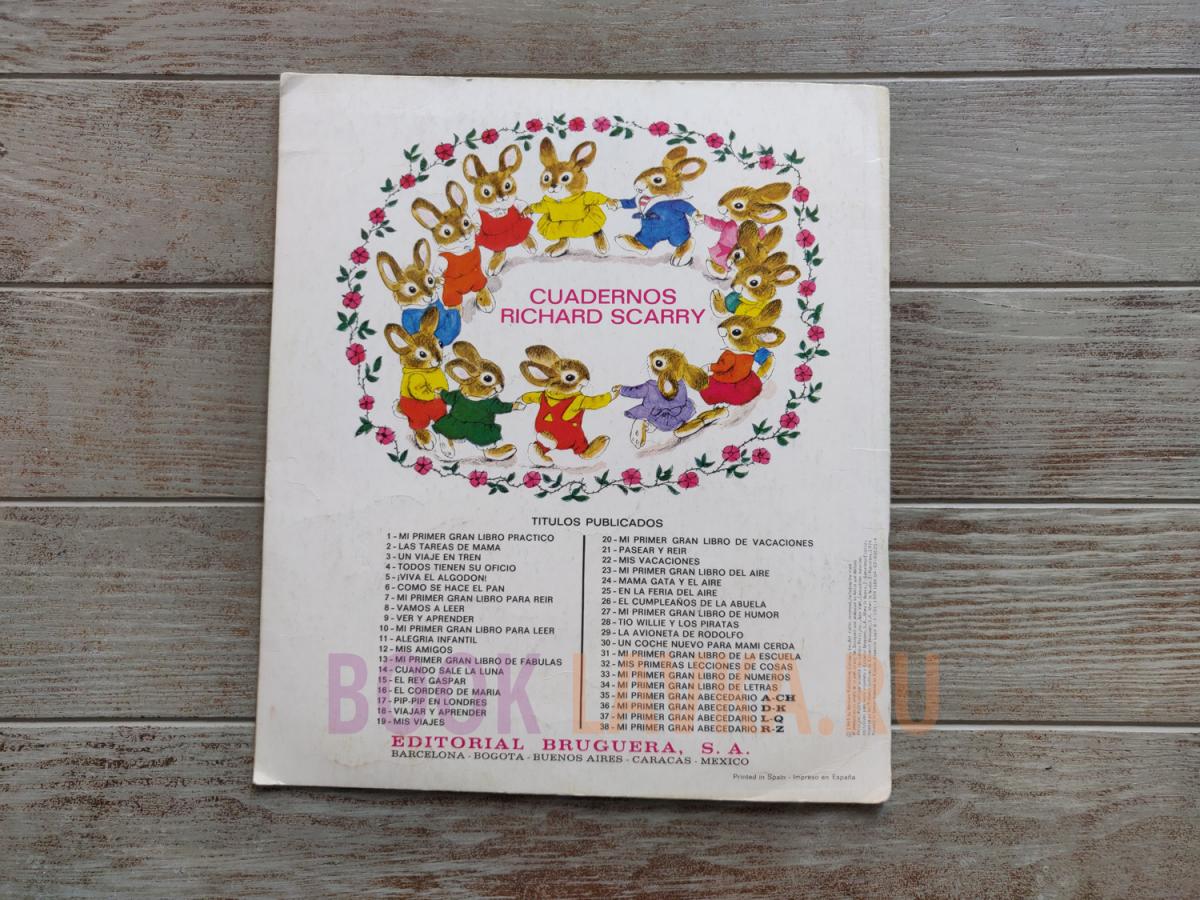 CUADERNOS
RICHARD SCARRY
TITULOS PUBLICADOS
1 - MI PRIMER GRAN LIBRO PRACTICO
2 - LAS TAREAS DE MAMA
3 - UN VIAJE EN TREN
4 - TODOS TIENEN SU OFICIO
5 - ¡VIVA EL ALGODON!
6 - COMO SE HACE EL PAN
7 - MI PRIMER GRAN LIBRO PARA REIR
8 - VAMOS A LEER
9 - VER Y APRENDER
10 - MI PRIMER GRAN LIBRO PARA LEER
11 - ALEGRIA INFANTIL
12 - MIS AMIGOS
13 - MI PRIMER GRAN LIBRO DE FABULAS
14 - CUANDO SALE LA LUNA
15 - EL REY GASPAR
16 - EL CORDERO DE MARIA
17 - PIP-PIP EN LONDRES
18 - VIAJAR Y APRENDER
19 - MIS VIAJES
20 - MI PRIMER GRAN LIBRO DE VACACIONES
21 - PASEAR Y REIR
22 - MIS VACACIONES
23 - MI PRIMER GRAN LIBRO DEL AIRE
24 - MAMA GATA Y EL AIRE
25 - EN LA FERIA DEL AIRE
26 - EL CUMPLEAÑOS DE LA ABUELA
27 - MI PRIMER GRAN LIBRO DE HUMOR
28 - TIO WILLIE Y LOS PIRATAS
29 - LA AVIONETA DE RODOLFO
30 - UN COCHE NUEVO PARA MAMI CERDA
31 - MI PRIMER GRAN LIBRO DE LA ESCUELA
32 - MIS PRIMERAS LECCIONES DE COSAS
33 - MI PRIMER GRAN LIBRO DE NUMEROS
34 - MI PRIMER GRAN LIBRO DE LETRAS
35 - MI PRIMER GRAN ABECEDARIO A-CH
36 - MI PRIMER GRAN ABECEDARIO D-K
37 - MI PRIMER GRAN ABECEDARIO L-Q
38 - MI PRIMER GRAN ABECEDARIO R-Z
EDITORIAL BRUGUERA, S. A.
BARCELONA - BOGOTA - BUENOS AIRES - CARACAS - MEXICO
Printed in Spain - Impreso en España